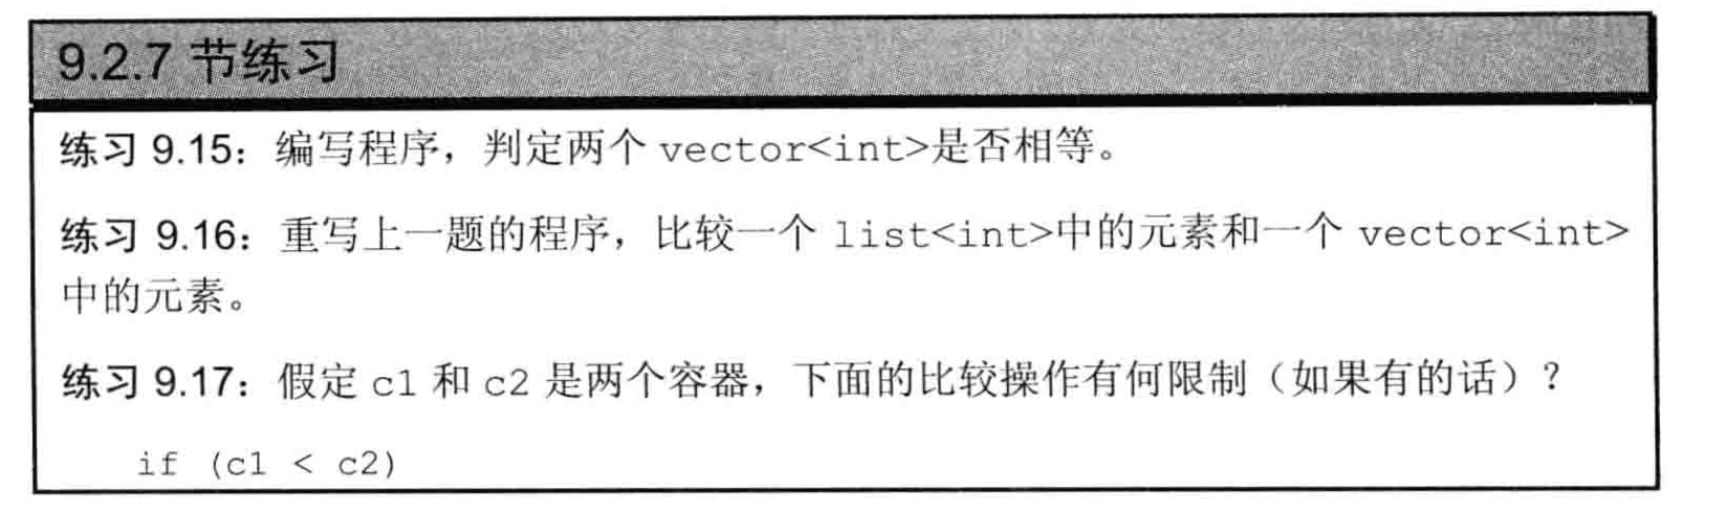 9.2.7 节练习
练习 9.15：编写程序，判定两个 vector<int>是否相等。
练习 9.16：重写上一题的程序，比较一个 list<int>中的元素和一个 vector<int>
中的元素。
练习 9.17：假定 c1 和 c2 是两个容器，下面的比较操作有何限制（如果有的话）？
if (c1 < c2)